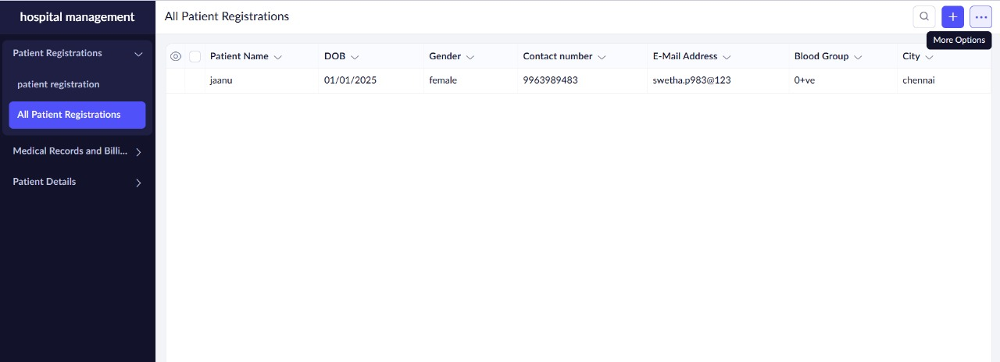 hospital management
All Patient Registrations
More Options
Patient Registrations
patient registration
All Patient Registrations
Medical Records and Billi...
Patient Details
Patient Name DOB Gender Contact number E-Mail Address Blood Group City
jaanu 01/01/2025 female 9963989483 swetha.p983@123 0+ve chennai